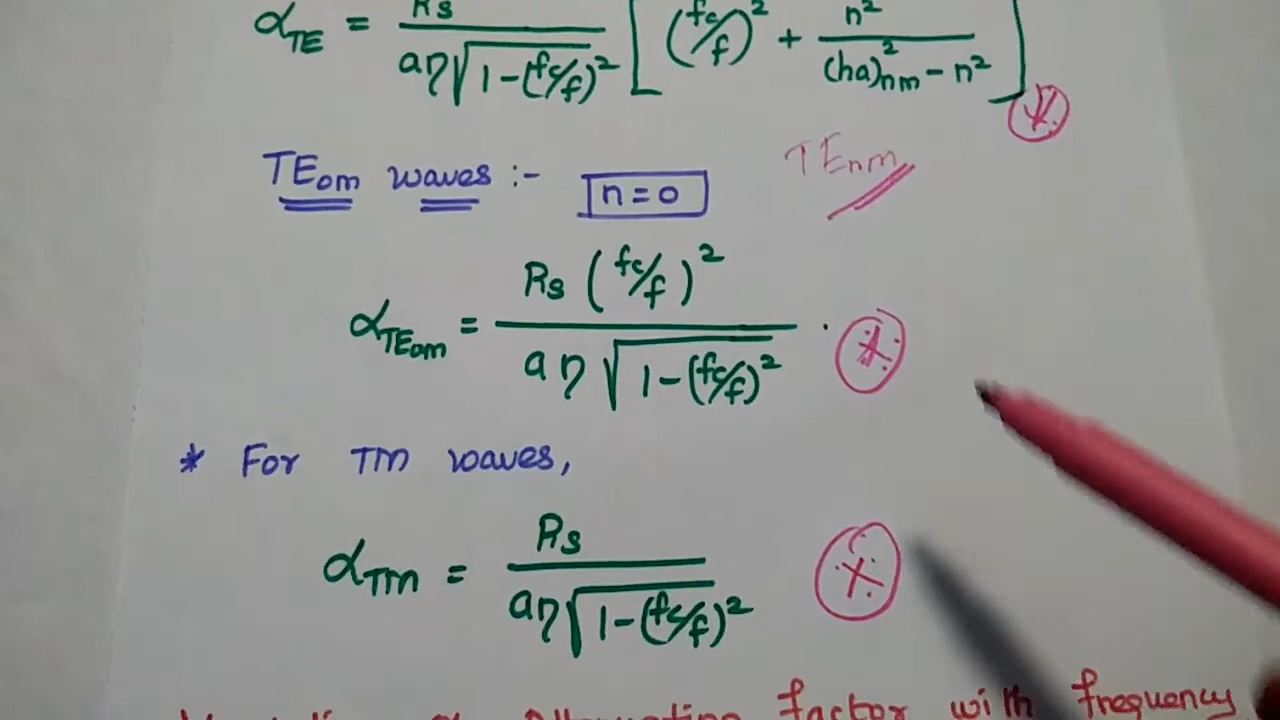 α_TE = Rs / aη√1-(fc/f)² [ (fc/f)² + n² / (ha)²nm - n² ]
TEom waves :- n=0 TEnm
α_TEom = Rs (fc/f)² / aη √1-(fc/f)² .
* For TM waves,
α_TM = Rs / aη√1-(fc/f)²
factor with frequency